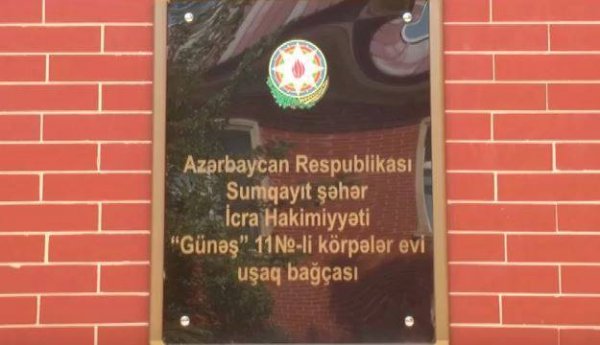 Azərbaycan Respublikası
Sumqayıt şəhər
İcra Hakimiyyəti
“Günəş” 11№-li körpələr evi
uşaq bağçası